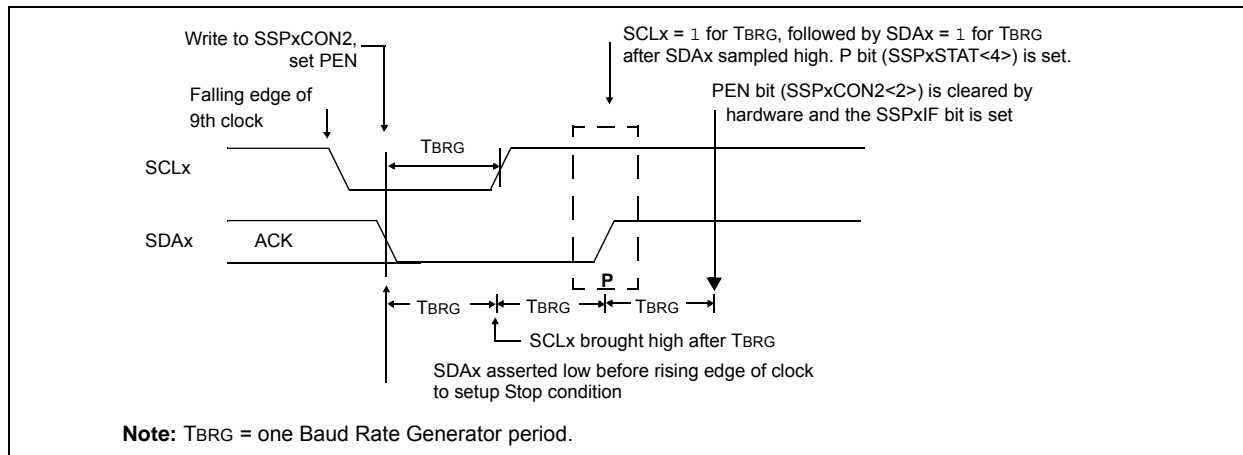 Write to SSPxCON2,
set PEN
SCLx = 1 for TBRG, followed by SDAx = 1 for TBRG
after SDAx sampled high. P bit (SSPxSTAT<4>) is set.
Falling edge of
9th clock
PEN bit (SSPxCON2<2>) is cleared by
hardware and the SSPxIF bit is set
TBRG
SCLx
SDAx
ACK
P
TBRG
TBRG
TBRG
SCLx brought high after TBRG
SDAx asserted low before rising edge of clock
to setup Stop condition
Note: TBRG = one Baud Rate Generator period.